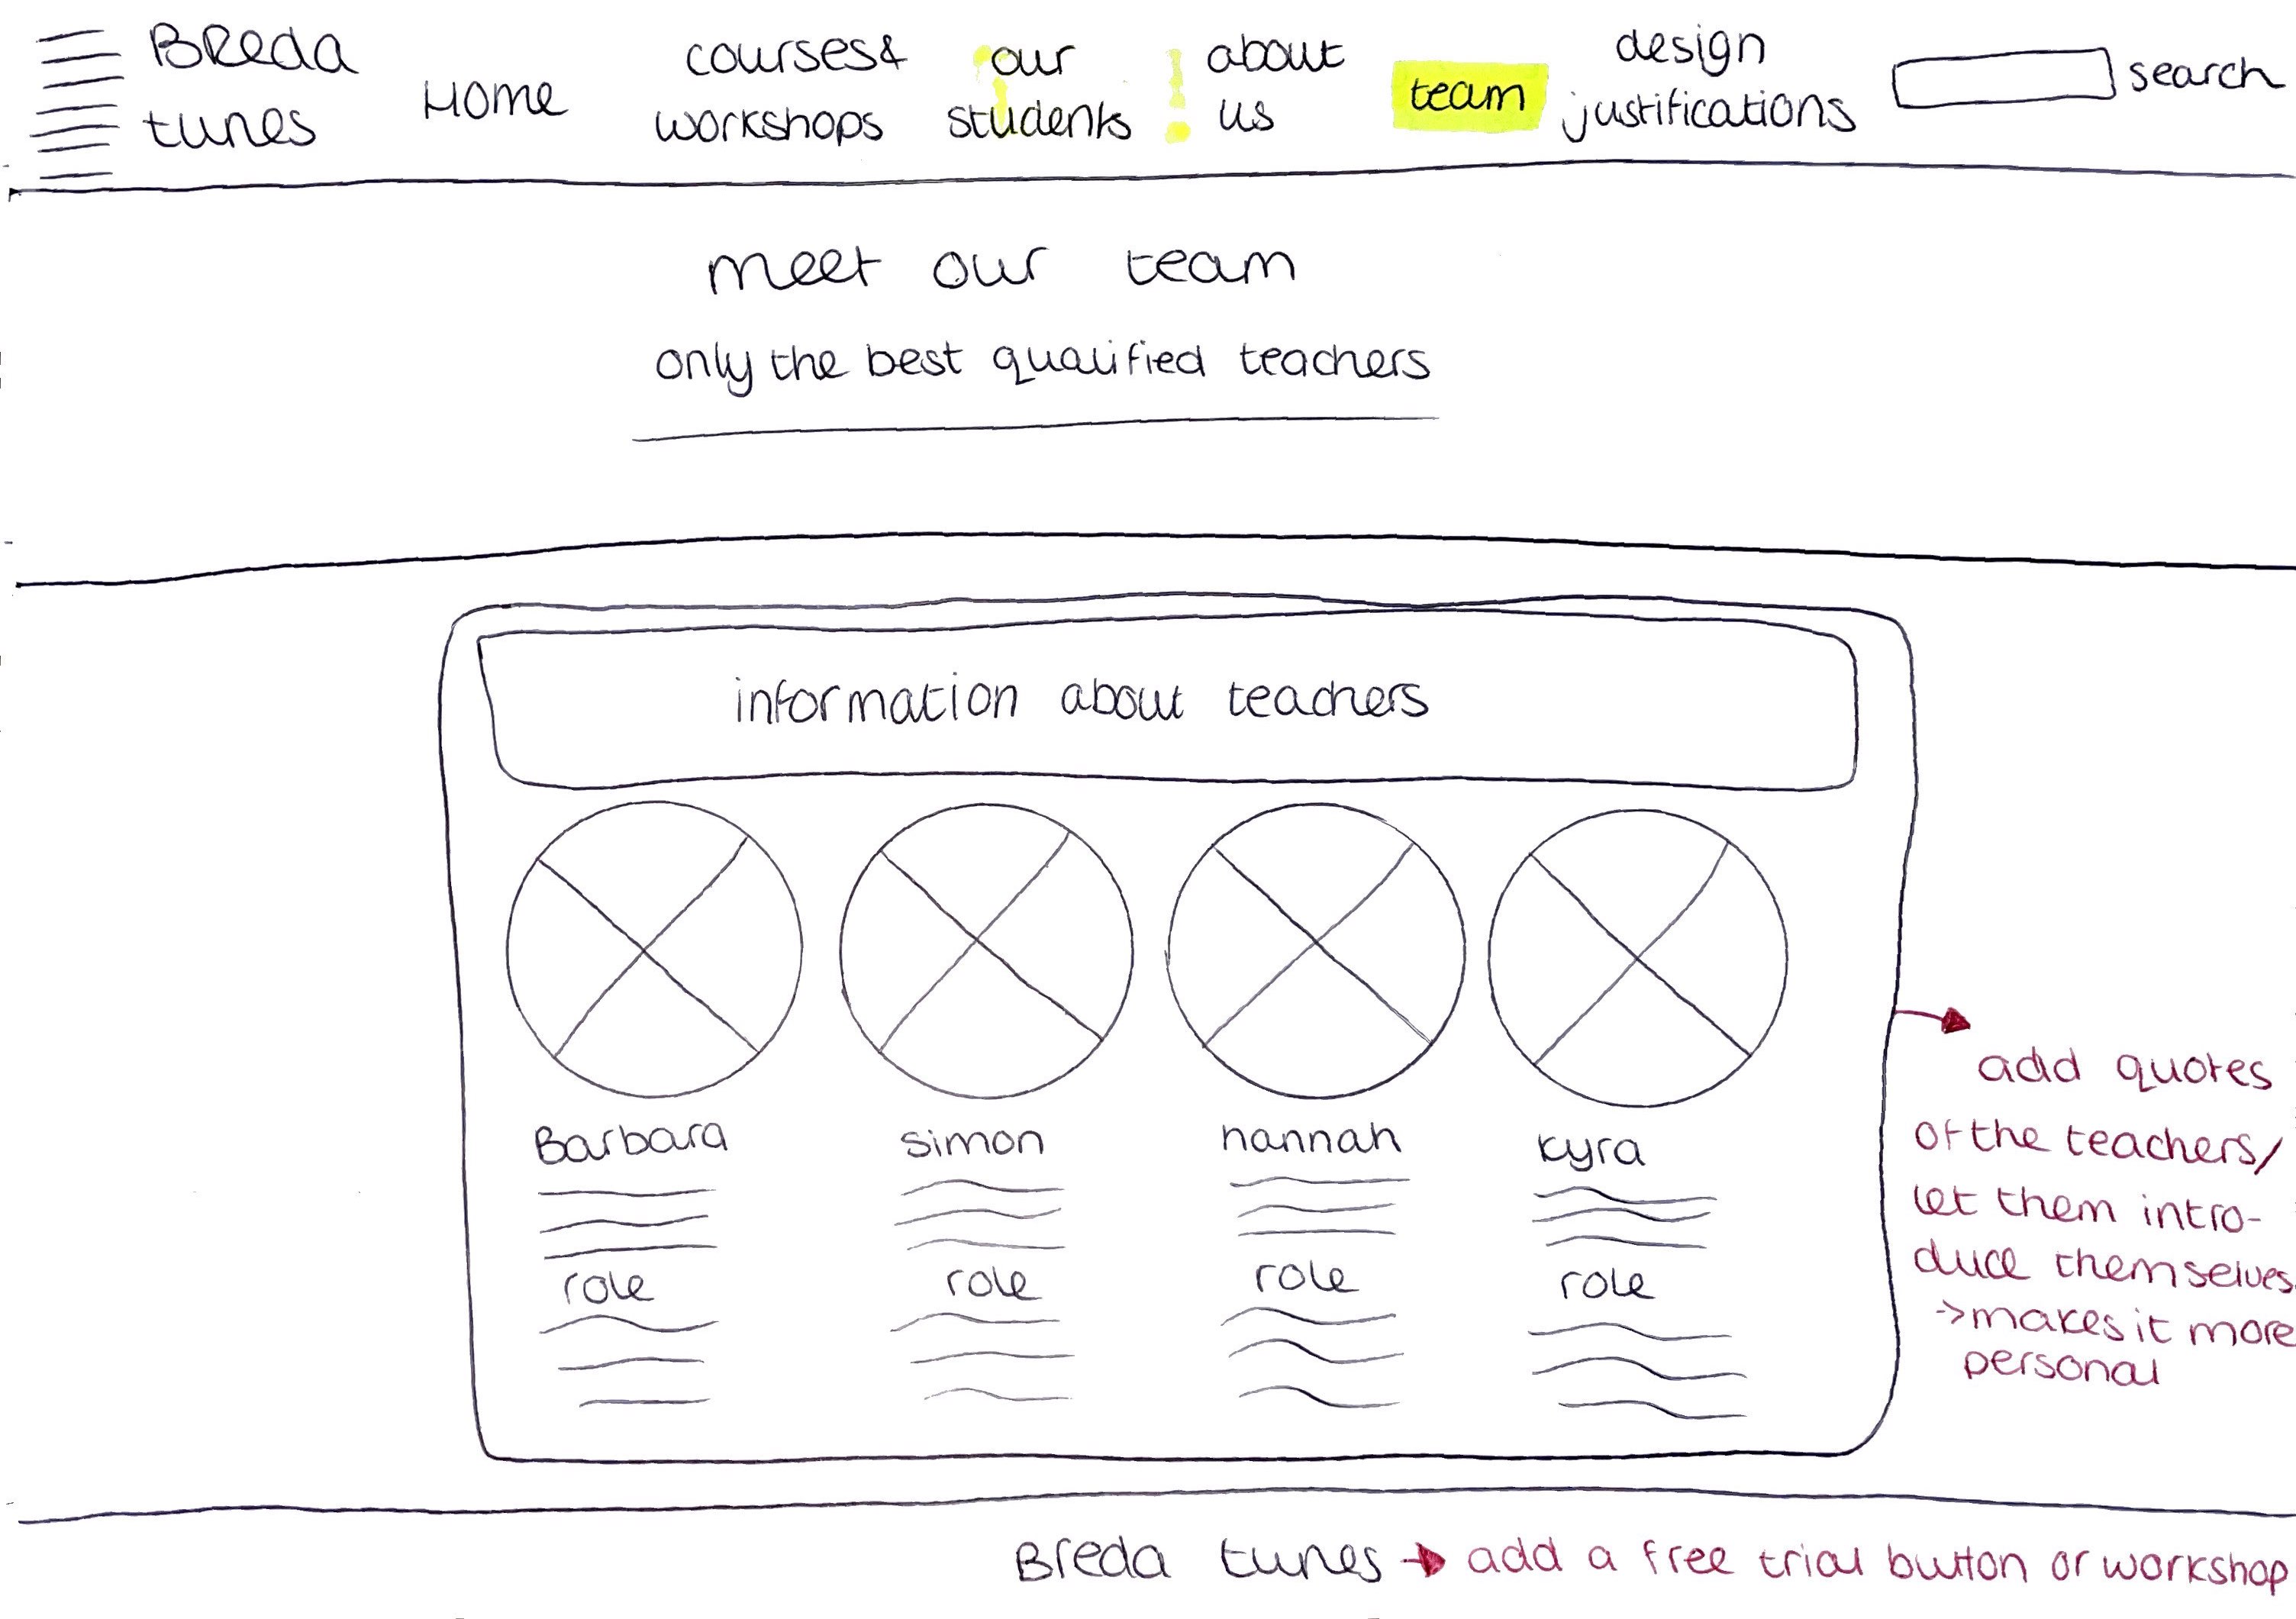 Breda
tunes
Home
courses&
workshops
our
students
about
us
team
design
justifications
search
meet our team
only the best qualified teachers
information about teachers
Barbara
simon
hannah
kyra
role
role
role
role
add quotes
of the teachers/
let them intro-
duce themselves
->makes it more
personal
Breda tunes → add a free trial button or workshop